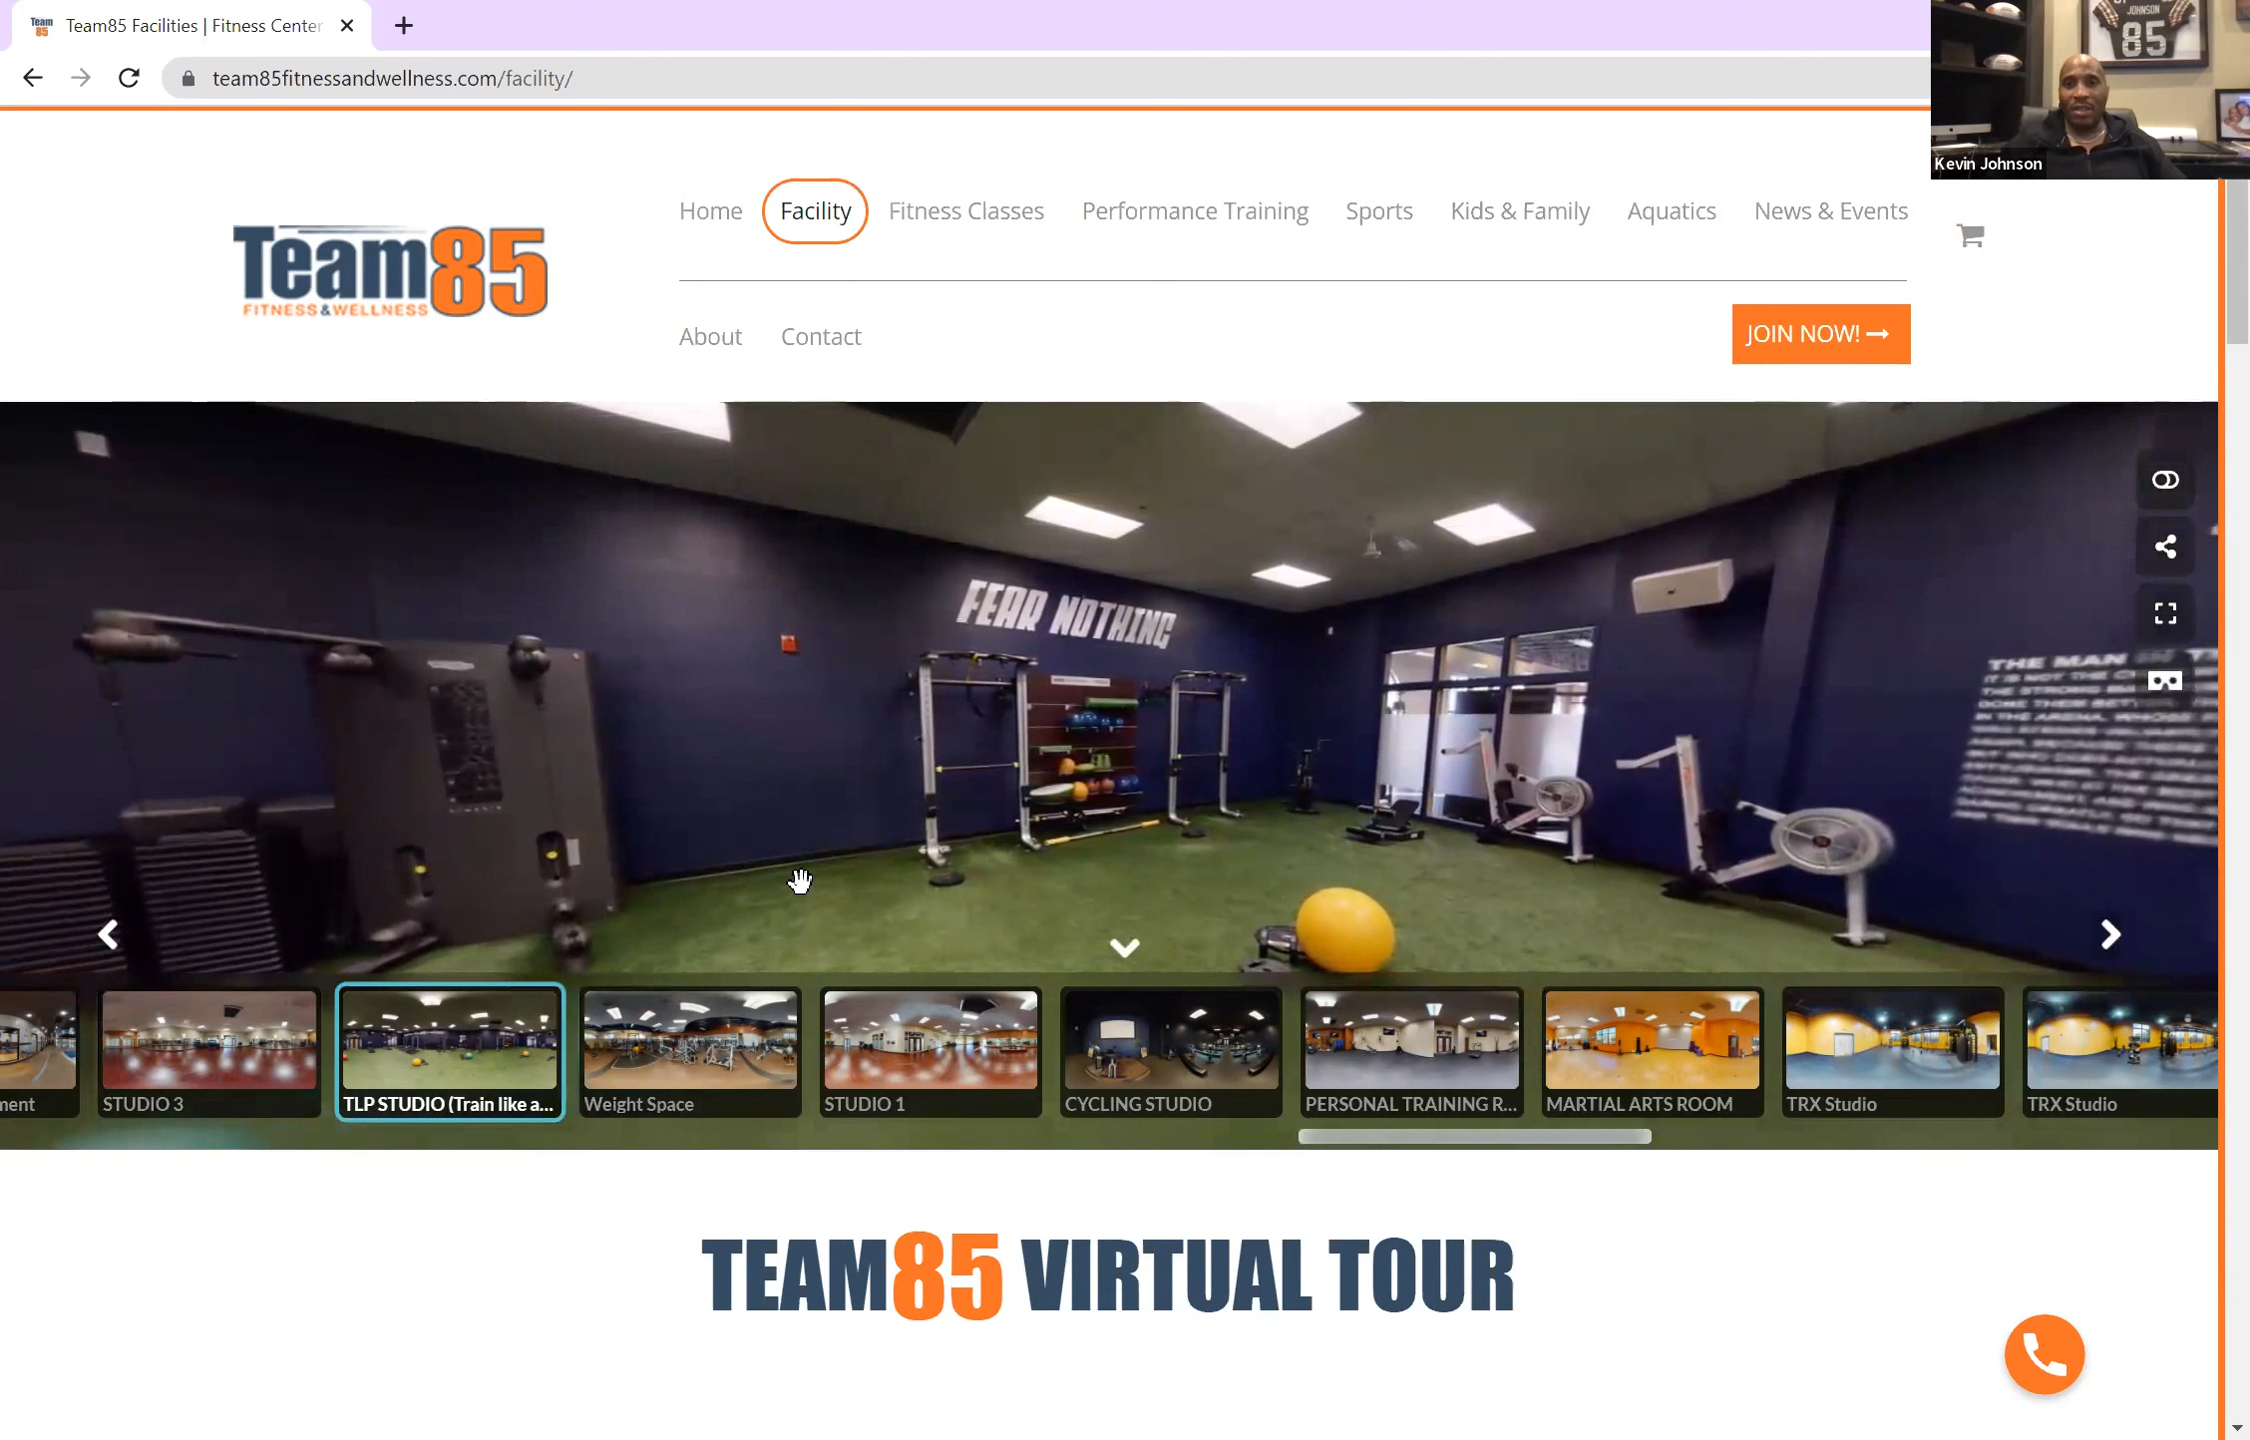 Team85 Facilities | Fitness Center
team85fitnessandwellness.com/facility/
JOHNSON
85
Kevin Johnson
Home Facility Fitness Classes Performance Training Sports Kids & Family Aquatics News & Events
Team85
FITNESS&WELLNESS
About Contact JOIN NOW!
FEAR NOTHING
THE MAN IN
ment STUDIO 3 TLP STUDIO (Train like a... Weight Space STUDIO 1 CYCLING STUDIO PERSONAL TRAINING R... MARTIAL ARTS ROOM TRX Studio TRX Studio
TEAM85 VIRTUAL TOUR